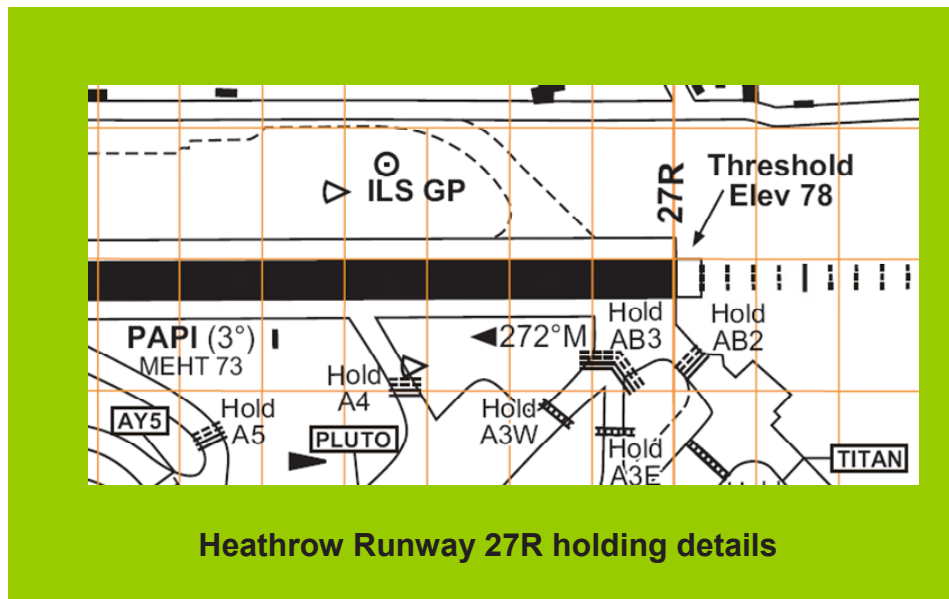 27R
Threshold
Elev 78
ILS GP
PAPI (3°)
MEHT 73
272°M
Hold
AB3
Hold
AB2
Hold
A4
Hold
A5
AY5
PLUTO
Hold
A3W
Hold
A3E
TITAN
Heathrow Runway 27R holding details